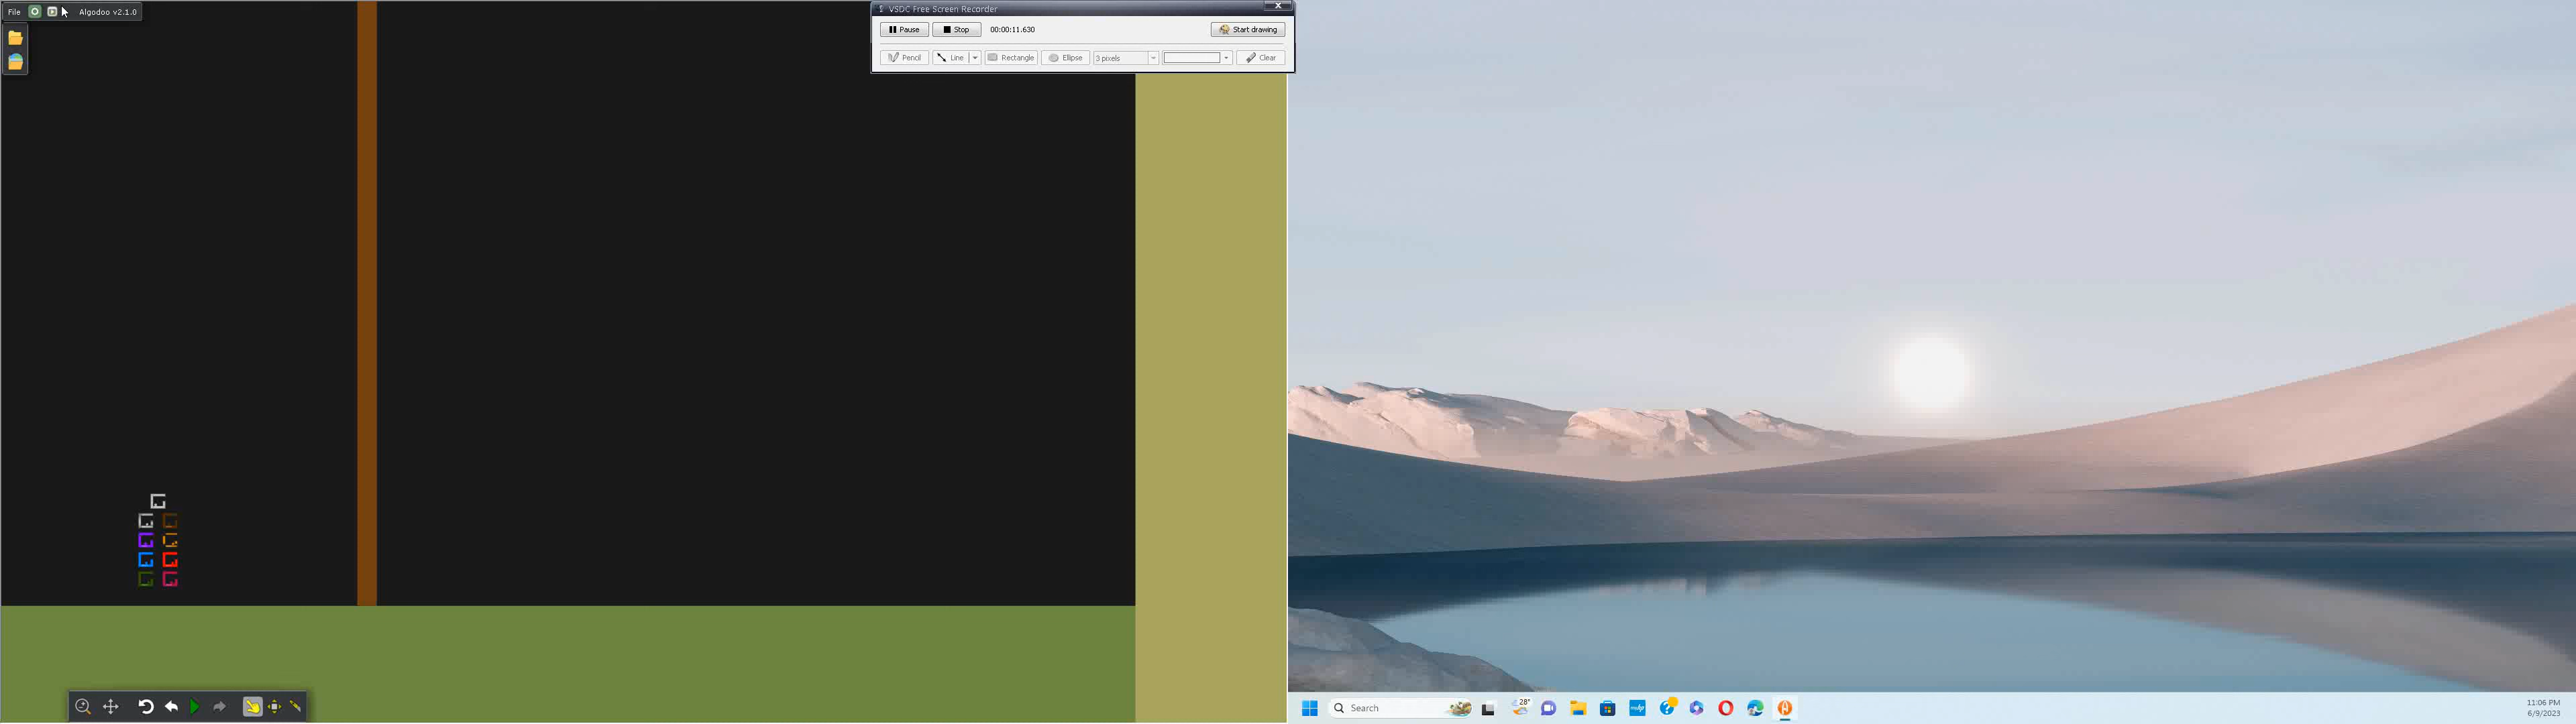 File Algodoo v2.1.0
VSDC Free Screen Recorder
Pause Stop 00:00:11.630 Start drawing
Pencil Line Rectangle Ellipse 3 pixels Clear
Search 28° 11:06 PM
6/9/2023